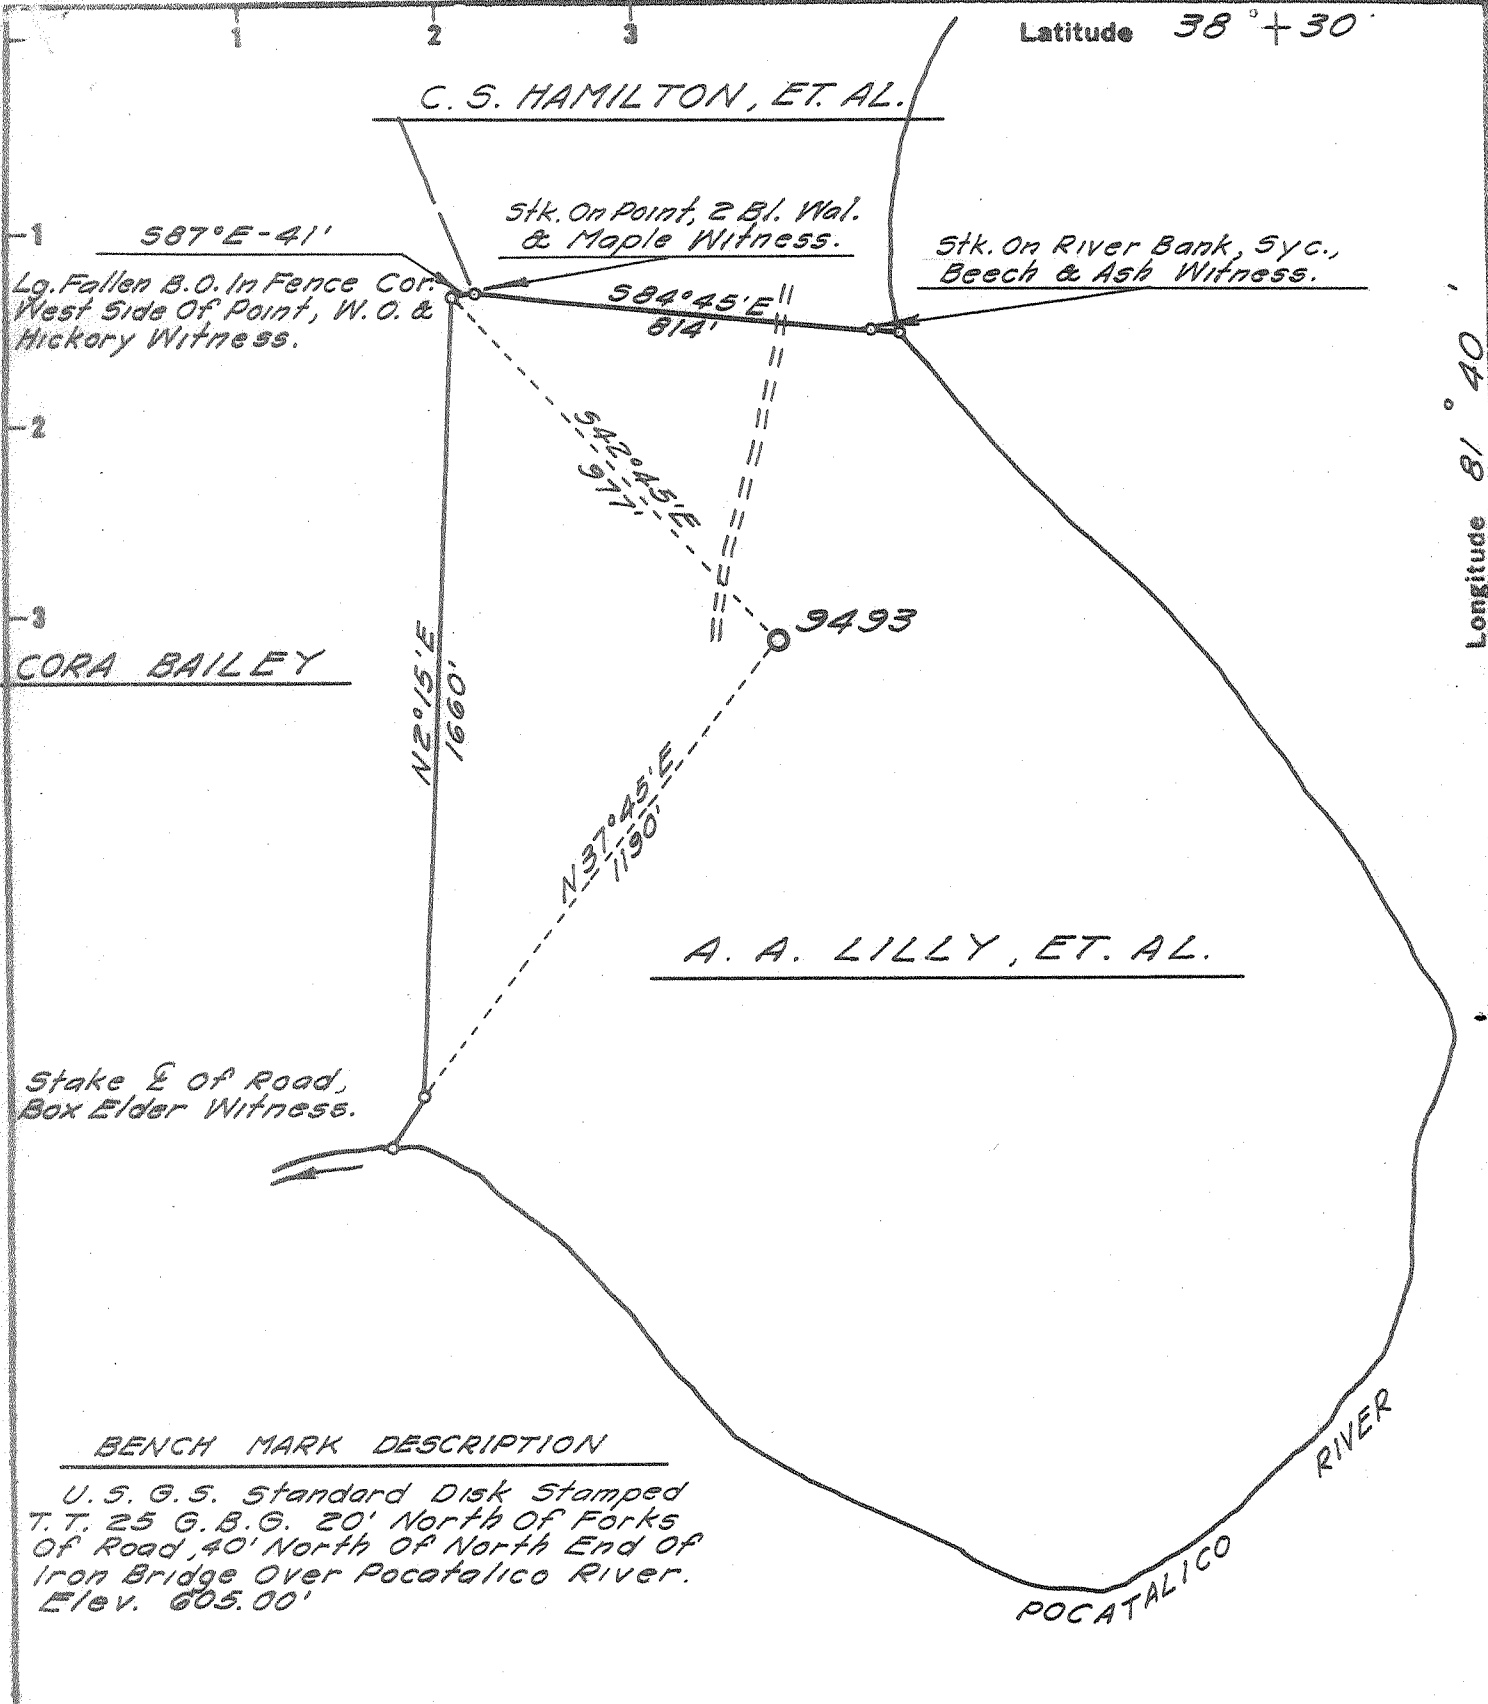 1
2
3
Latitude 38°+30'
C. S. HAMILTON, ET. AL.
1
S87°E-41'
Stk. On Point, 2 Bl. Wal.
& Maple Witness.
Stk. On River Bank, Syc.,
Beech & Ash Witness.
Lg. Fallen B.O. In Fence Cor.
West Side Of Point, W.O. &
Hickory Witness.
S84°45'E
814'
Longitude 81° 40'
2
S42°45'E
977'
3
9493
CORA BAILEY
N2°15'E
1660'
N37°45'E
1190'
A. A. LILLY, ET. AL.
Stake ℄ Of Road,
Box Elder Witness.
BENCH MARK DESCRIPTION
U.S.G.S. Standard Disk Stamped
T.T. 25 G.B.G. 20' North Of Forks
Of Road, 40' North Of North End Of
Iron Bridge Over Pocatalico River.
Elev. 605.00'
POCATALICO RIVER